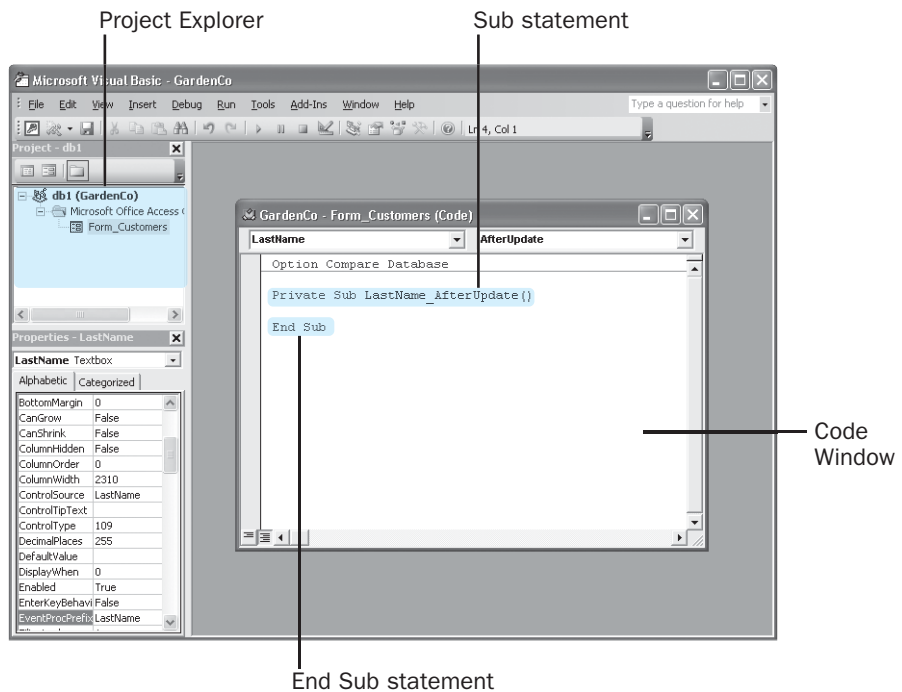 Project Explorer
Sub statement
Microsoft Visual Basic - GardenCo
File Edit View Insert Debug Run Tools Add-Ins Window Help
Type a question for help
Ln 4, Col 1
Project - db1
db1 (GardenCo)
Microsoft Office Access (
Form_Customers
GardenCo - Form_Customers (Code)
LastName
AfterUpdate
Option Compare Database
Private Sub LastName_AfterUpdate()
End Sub
Properties - LastName
LastName Textbox
Alphabetic Categorized
BottomMargin 0
CanGrow False
CanShrink False
ColumnHidden False
ColumnOrder 0
ColumnWidth 2310
ControlSource LastName
ControlTipText
ControlType 109
DecimalPlaces 255
DefaultValue
DisplayWhen 0
Enabled True
EnterKeyBehavi False
EventProcPrefix LastName
Code
Window
End Sub statement